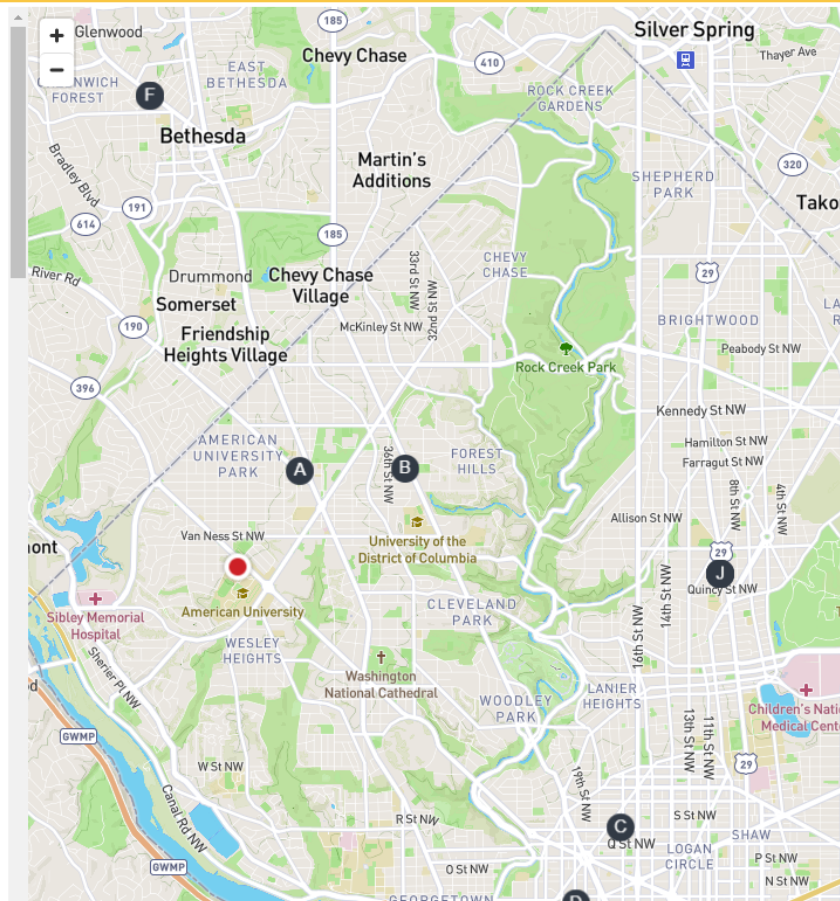 185
Silver Spring
Glenwood
+
Chevy Chase
Thayer Ave
410
−
EAST
BETHESDA
FOREST
F
ROCK CREEK
GARDENS
Bethesda
Martin's
Additions
320
SHEPHERD
PARK
Bradley Blvd
191
614
185
33rd St NW
CHEVY
CHASE
29
River Rd
Drummond
Chevy Chase
Village
32nd St NW
Somerset
190
McKinley St NW
BRIGHTWOOD
Friendship
Heights Village
Peabody St NW
Rock Creek Park
396
Kennedy St NW
AMERICAN
UNIVERSITY
PARK
A
36th St NW
B
FOREST
HILLS
Hamilton St NW
Farragut St NW
8th St NW
4th St NW
Allison St NW
Van Ness St NW
University of the
District of Columbia
29
J
Quincy St NW
14th St NW
American University
Sibley Memorial
Hospital
CLEVELAND
PARK
16th St NW
WESLEY
HEIGHTS
Sherier Pl NW
Washington
National Cathedral
WOODLEY
PARK
LANIER
HEIGHTS
13th St NW
11th St NW
GWMP
W St NW
29
19th St NW
Canal Rd NW
R St NW
C
S St NW
Q St NW
SHAW
LOGAN
CIRCLE
P St NW
GWMP
O St NW
N St NW
GEORGETOWN
D